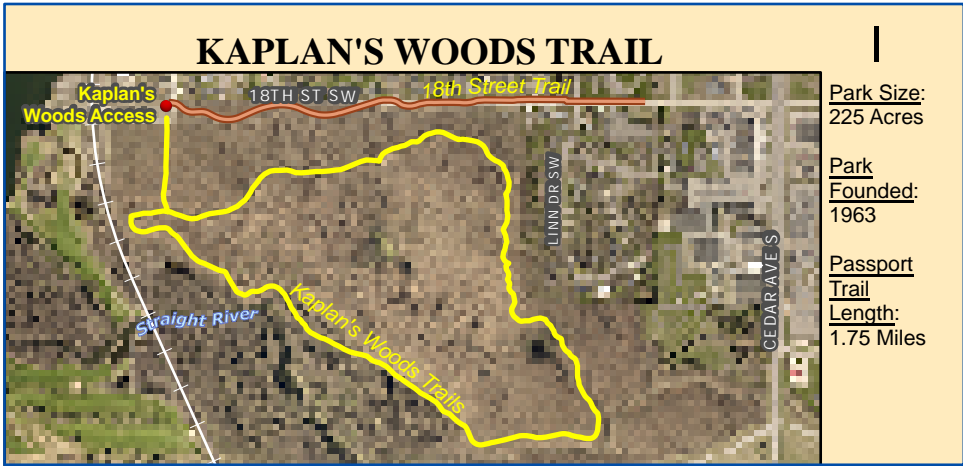 KAPLAN'S WOODS TRAIL
I
Kaplan's
Woods Access
18TH ST SW
18th Street Trail
LINN DR SW
CEDAR AVE S
Straight River
Kaplan's Woods Trails
Park Size:
225 Acres
Park
Founded:
1963
Passport
Trail
Length:
1.75 Miles